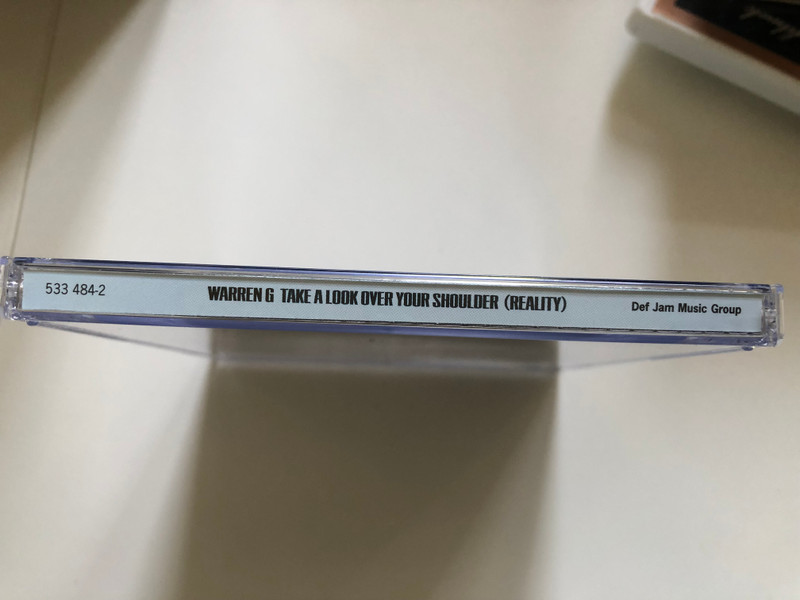 533 484-2 WARREN G TAKE A LOOK OVER YOUR SHOULDER (REALITY) Def Jam Music Group